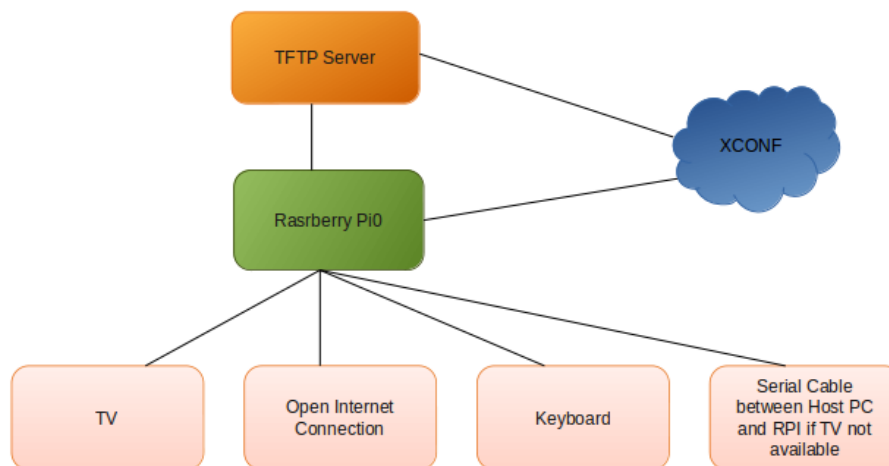 TFTP Server
XCONF
Rasrberry Pi0
TV
Open Internet
Connection
Keyboard
Serial Cable
between Host PC
and RPI if TV not
available